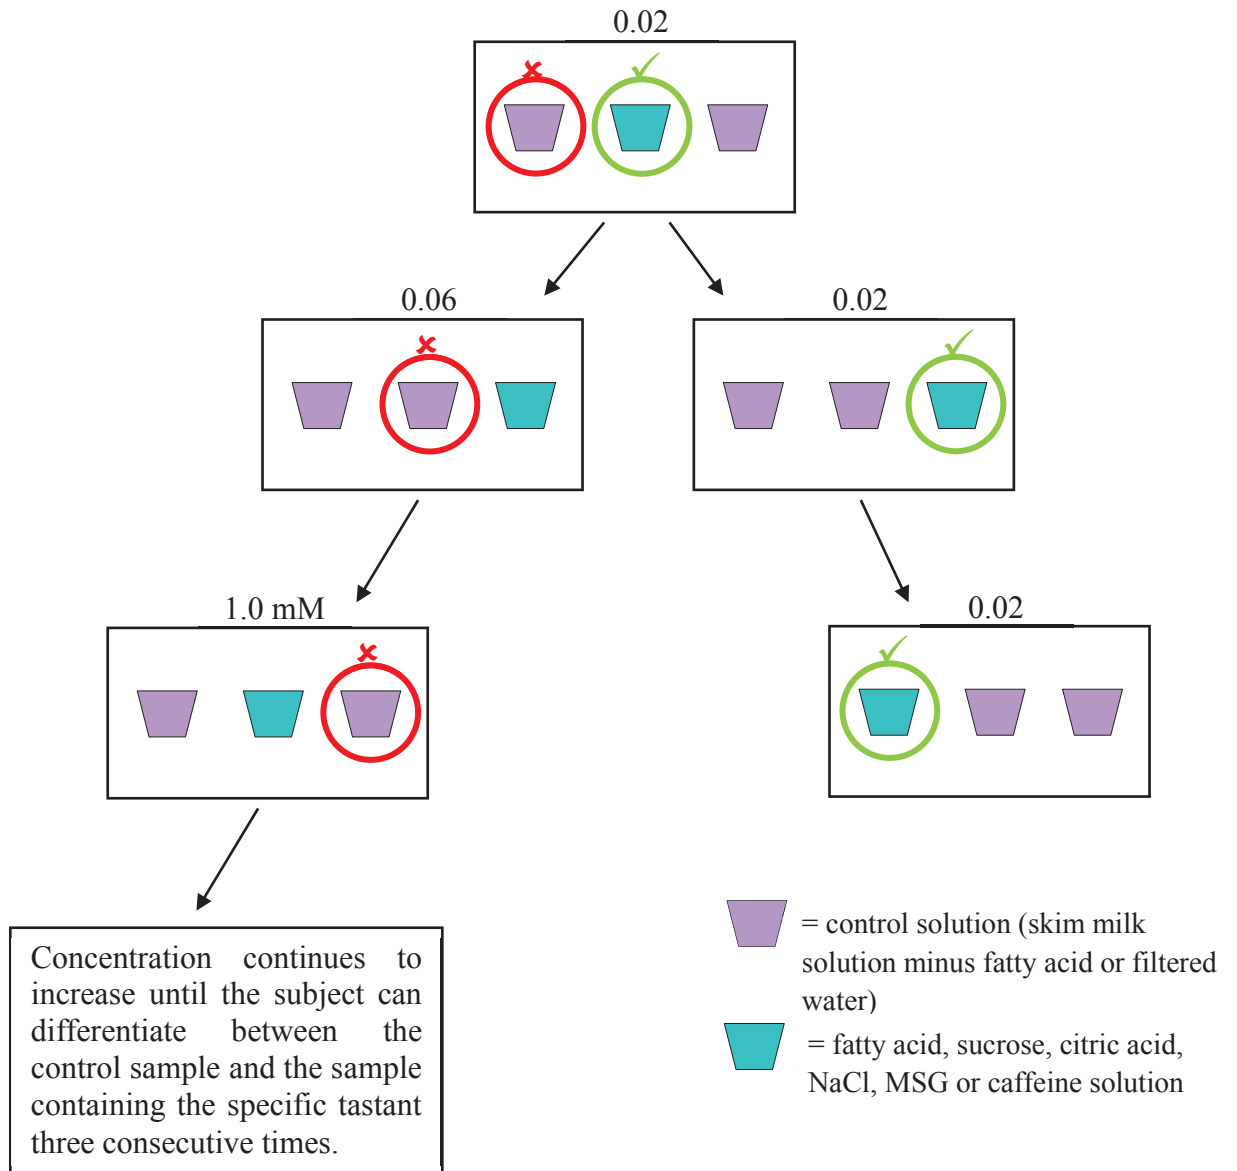 0.02
0.06
0.02
1.0 mM
0.02
Concentration continues to
increase until the subject can
differentiate between the
control sample and the sample
containing the specific tastant
three consecutive times.
= control solution (skim milk
solution minus fatty acid or filtered
water)
= fatty acid, sucrose, citric acid,
NaCl, MSG or caffeine solution